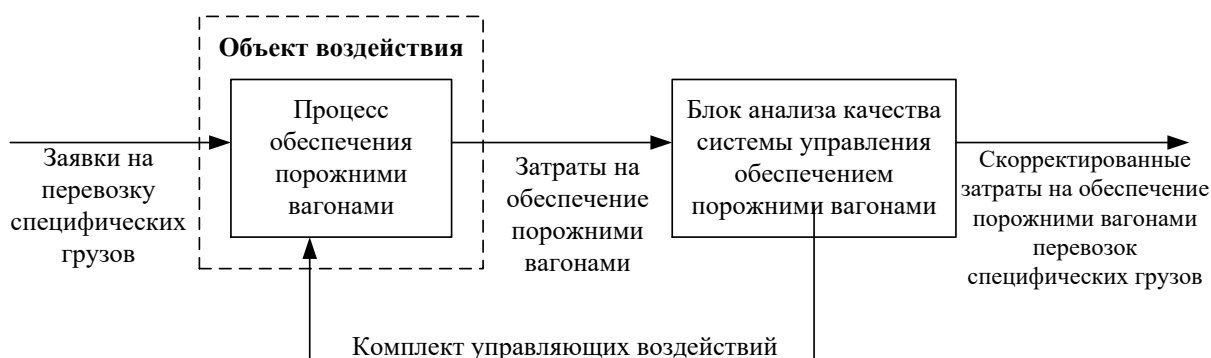 Объект воздействия
Заявки на
перевозку
специфических
грузов
Процесс
обеспечения
порожними
вагонами
Затраты на
обеспечение
порожними
вагонами
Блок анализа качества
системы управления
обеспечением
порожними вагонами
Скорректированные
затраты на обеспечение
порожними вагонами
перевозок
специфических грузов
Комплект управляющих воздействий